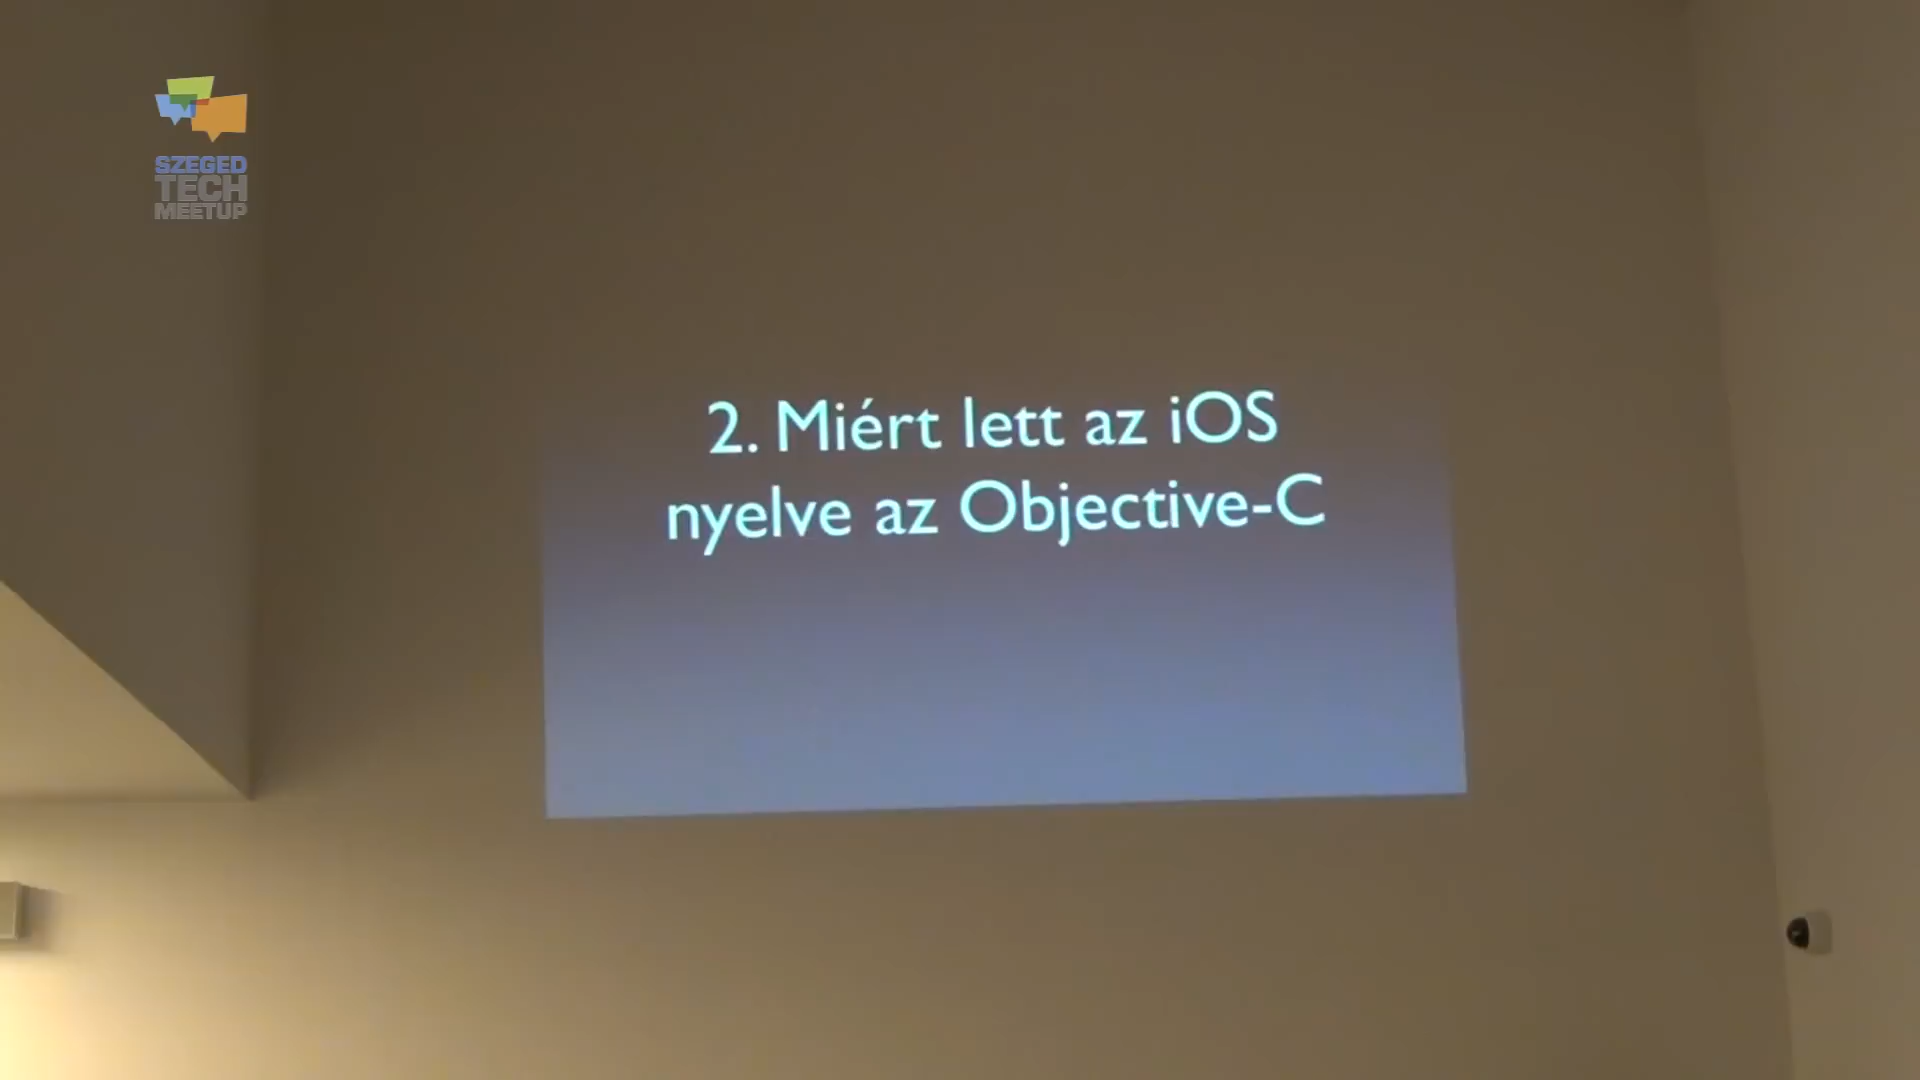 SZEGED
TECH
MEETUP
2. Miért lett az iOS
nyelve az Objective-C